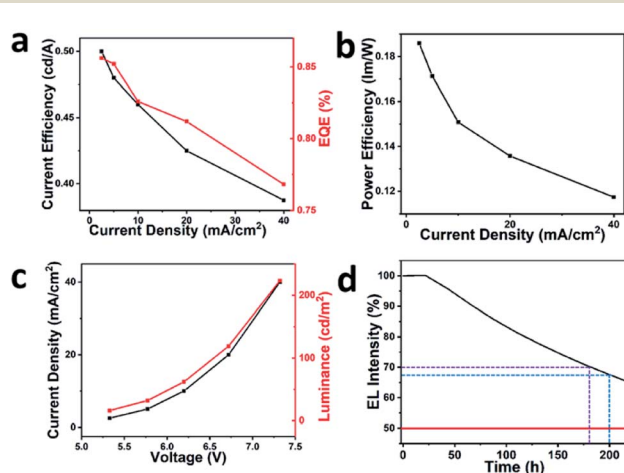 a
0.50
0.45
0.40
0.85
0.80
0.75
0
10
20
30
40
Current Efficiency (cd/A)
EQE (%)
Current Density (mA/cm²)
b
0.18
0.16
0.14
0.12
0
20
40
Power Efficiency (lm/W)
Current Density (mA/cm²)
c
40
20
0
200
100
0
5.0
5.5
6.0
6.5
7.0
7.5
Current Density (mA/cm²)
Luminance (cd/m²)
Voltage (V)
d
100
90
80
70
60
50
0
50
100
150
200
EL Intensity (%)
Time (h)